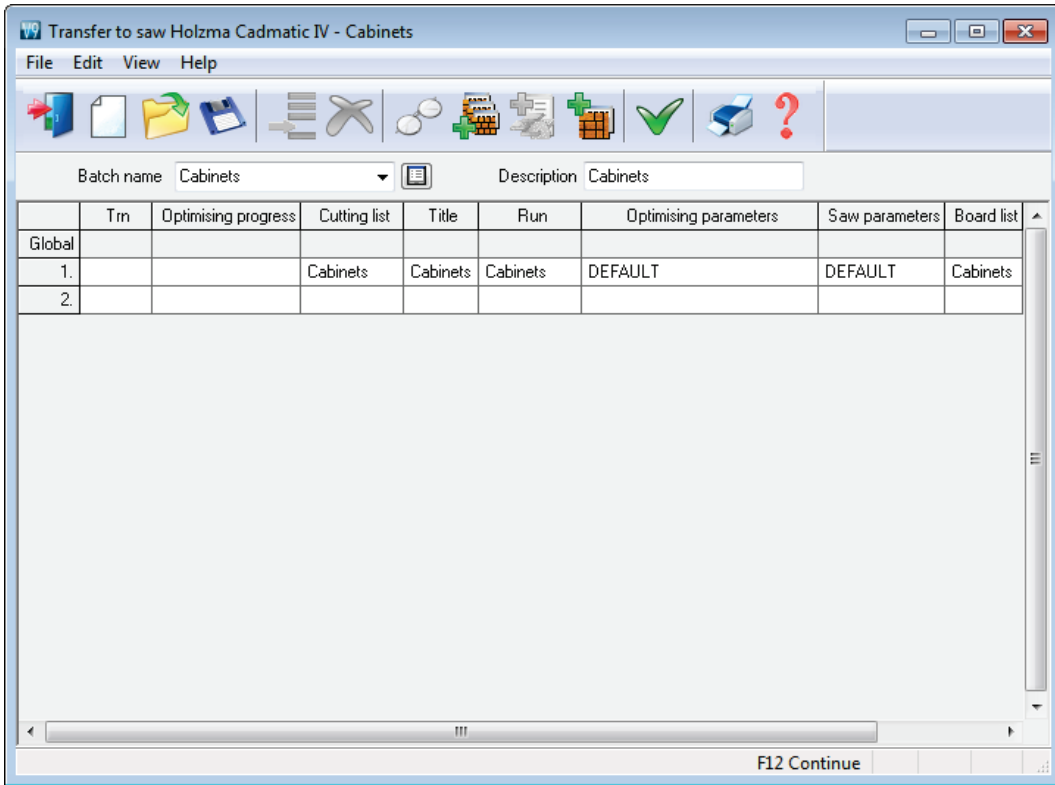 V9 Transfer to saw Holzma Cadmatic IV - Cabinets
File Edit View Help
Batch name Cabinets Description Cabinets
Trn Optimising progress Cutting list Title Run Optimising parameters Saw parameters Board list
Global
1. Cabinets Cabinets Cabinets DEFAULT DEFAULT Cabinets
2.
F12 Continue